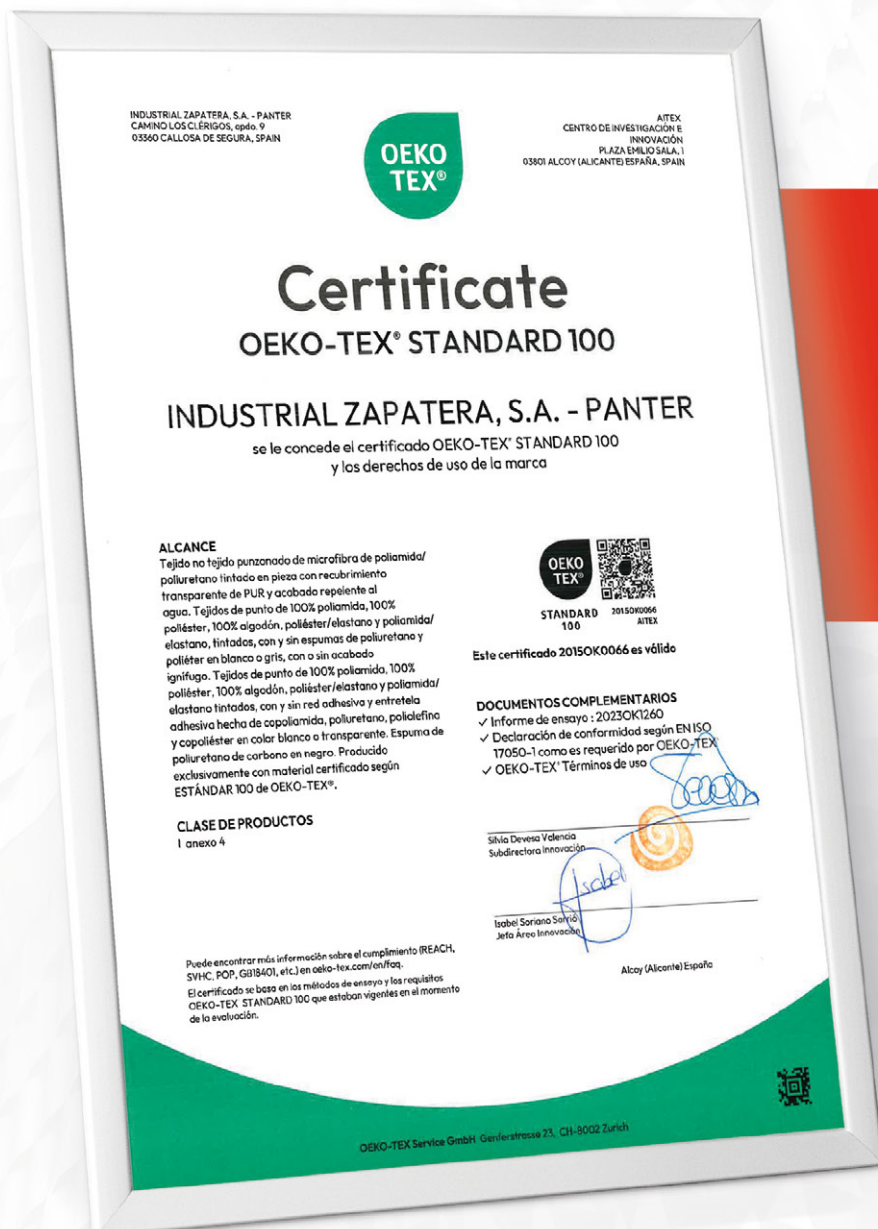 INDUSTRIAL ZAPATERA, S.A. - PANTER
CAMINO LOS CLÉRIGOS, apdo. 9
03360 CALLOSA DE SEGURA, SPAIN
OEKO
TEX®
AITEX
CENTRO DE INVESTIGACIÓN E
INNOVACIÓN
PLAZA EMILIO SALA, 1
03801 ALCOY (ALICANTE) ESPAÑA, SPAIN
Certificate
OEKO-TEX® STANDARD 100
INDUSTRIAL ZAPATERA, S.A. - PANTER
se le concede el certificado OEKO-TEX® STANDARD 100
y los derechos de uso de la marca
ALCANCE
Tejido no tejido punzonado de microfibra de poliamida/
poliuretano tintado en pieza con recubrimiento
transparente de PUR y acabado repelente al
agua. Tejidos de punto de 100% poliamida, 100%
poliéster, 100% algodón, poliéster/elastano y poliamida/
elastano, tintados, con y sin espumas de poliuretano y
poliéter en blanco o gris, con o sin acabado
ignífugo. Tejidos de punto de 100% poliamida, 100%
poliéster, 100% algodón, poliéster/elastano y poliamida/
elastano tintados, con y sin red adhesiva y entretela
adhesiva hecha de copoliamida, poliuretano, poliolefina
y copoliéster en color blanco o transparente. Espuma de
poliuretano de carbono en negro. Producido
exclusivamente con material certificado según
ESTÁNDAR 100 de OEKO-TEX®.
CLASE DE PRODUCTOS
I anexo 4
OEKO
TEX®
STANDARD
100
2015OK0066
AITEX
Este certificado 2015OK0066 es válido
DOCUMENTOS COMPLEMENTARIOS
✓ Informe de ensayo : 2023OK1260
✓ Declaración de conformidad según EN ISO
17050-1 como es requerido por OEKO-TEX
✓ OEKO-TEX® Términos de uso
Silvia Devesa Valencia
Subdirectora Innovación
Isabel
Isabel Soriano Sarrió
Jefa Área Innovación
Alcoy (Alicante) España
Puede encontrar más información sobre el cumplimiento (REACH,
SVHC, POP, GB18401, etc.) en oeko-tex.com/en/faq.
El certificado se basa en los métodos de ensayo y los requisitos
OEKO-TEX STANDARD 100 que estaban vigentes en el momento
de la evaluación.
OEKO-TEX Service GmbH Genferstrasse 23, CH-8002 Zurich